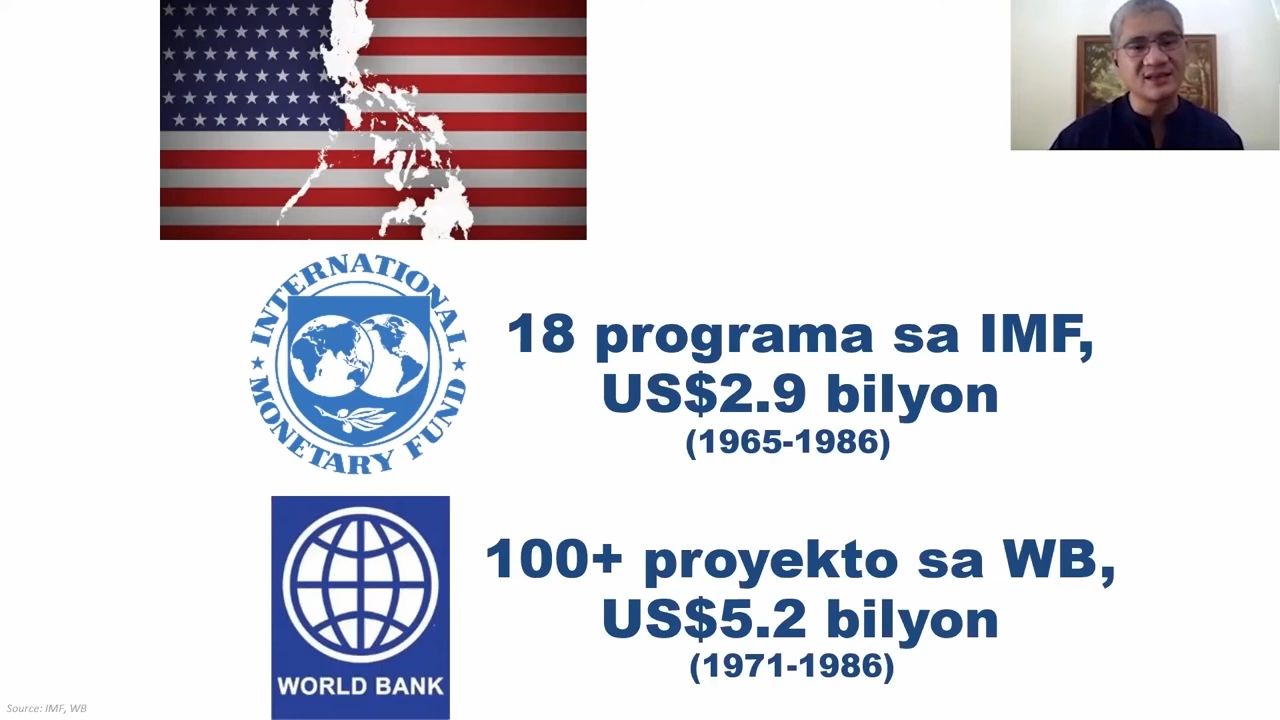 INTERNATIONAL
MONETARY FUND
18 programa sa IMF,
US$2.9 bilyon
(1965-1986)
100+ proyekto sa WB,
US$5.2 bilyon
(1971-1986)
WORLD BANK
Source: IMF, WB